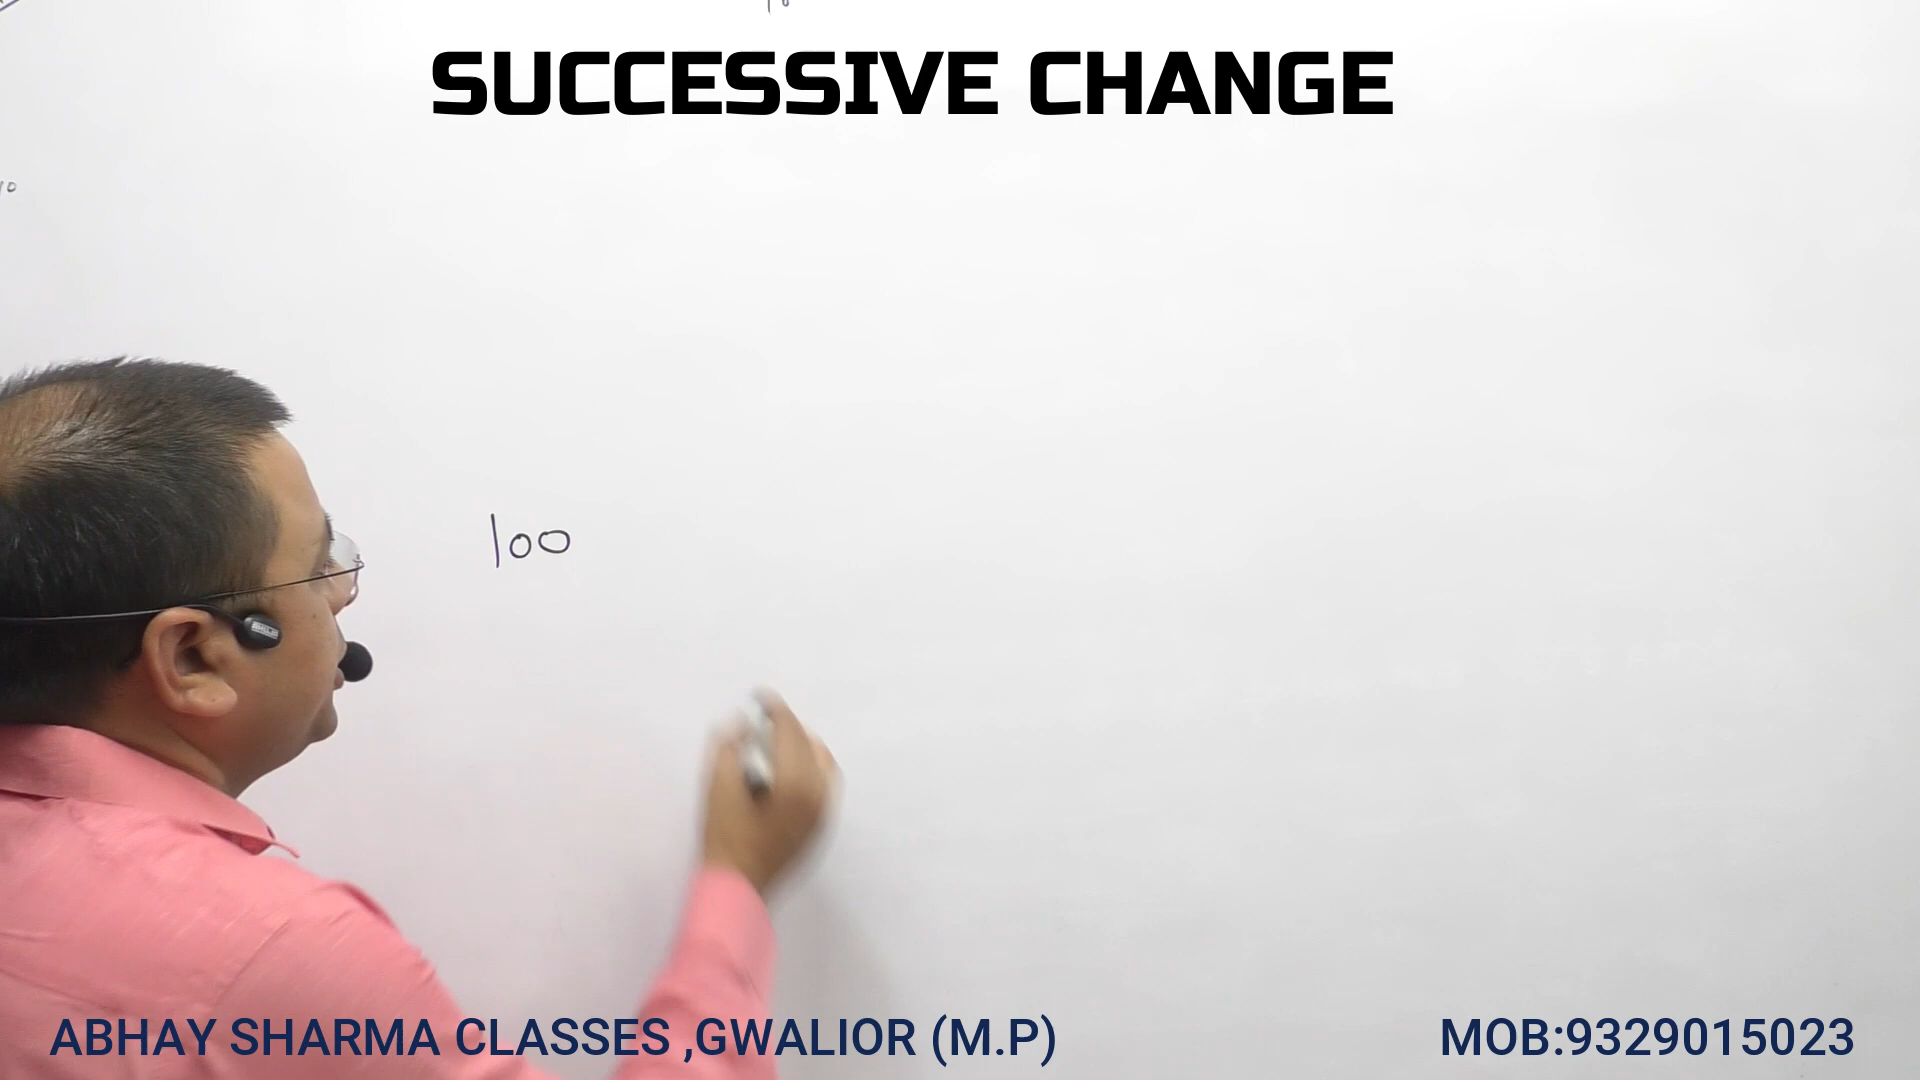 SUCCESSIVE CHANGE
100
ABHAY SHARMA CLASSES ,GWALIOR (M.P)
MOB:9329015023